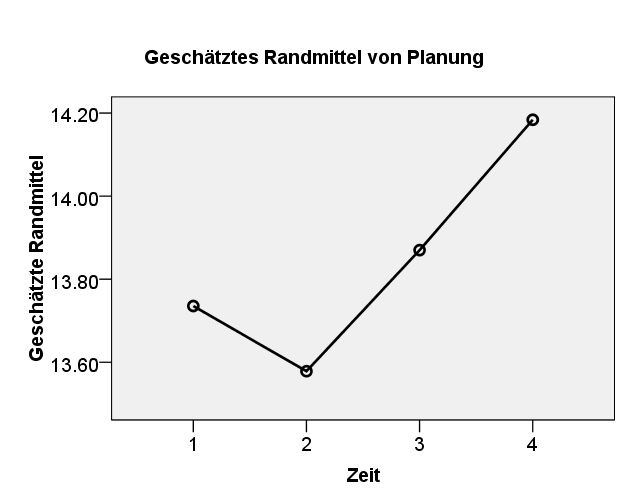 Geschätztes Randmittel von Planung
Geschätzte Randmittel
14.20
14.00
13.80
13.60
1 2 3 4
Zeit